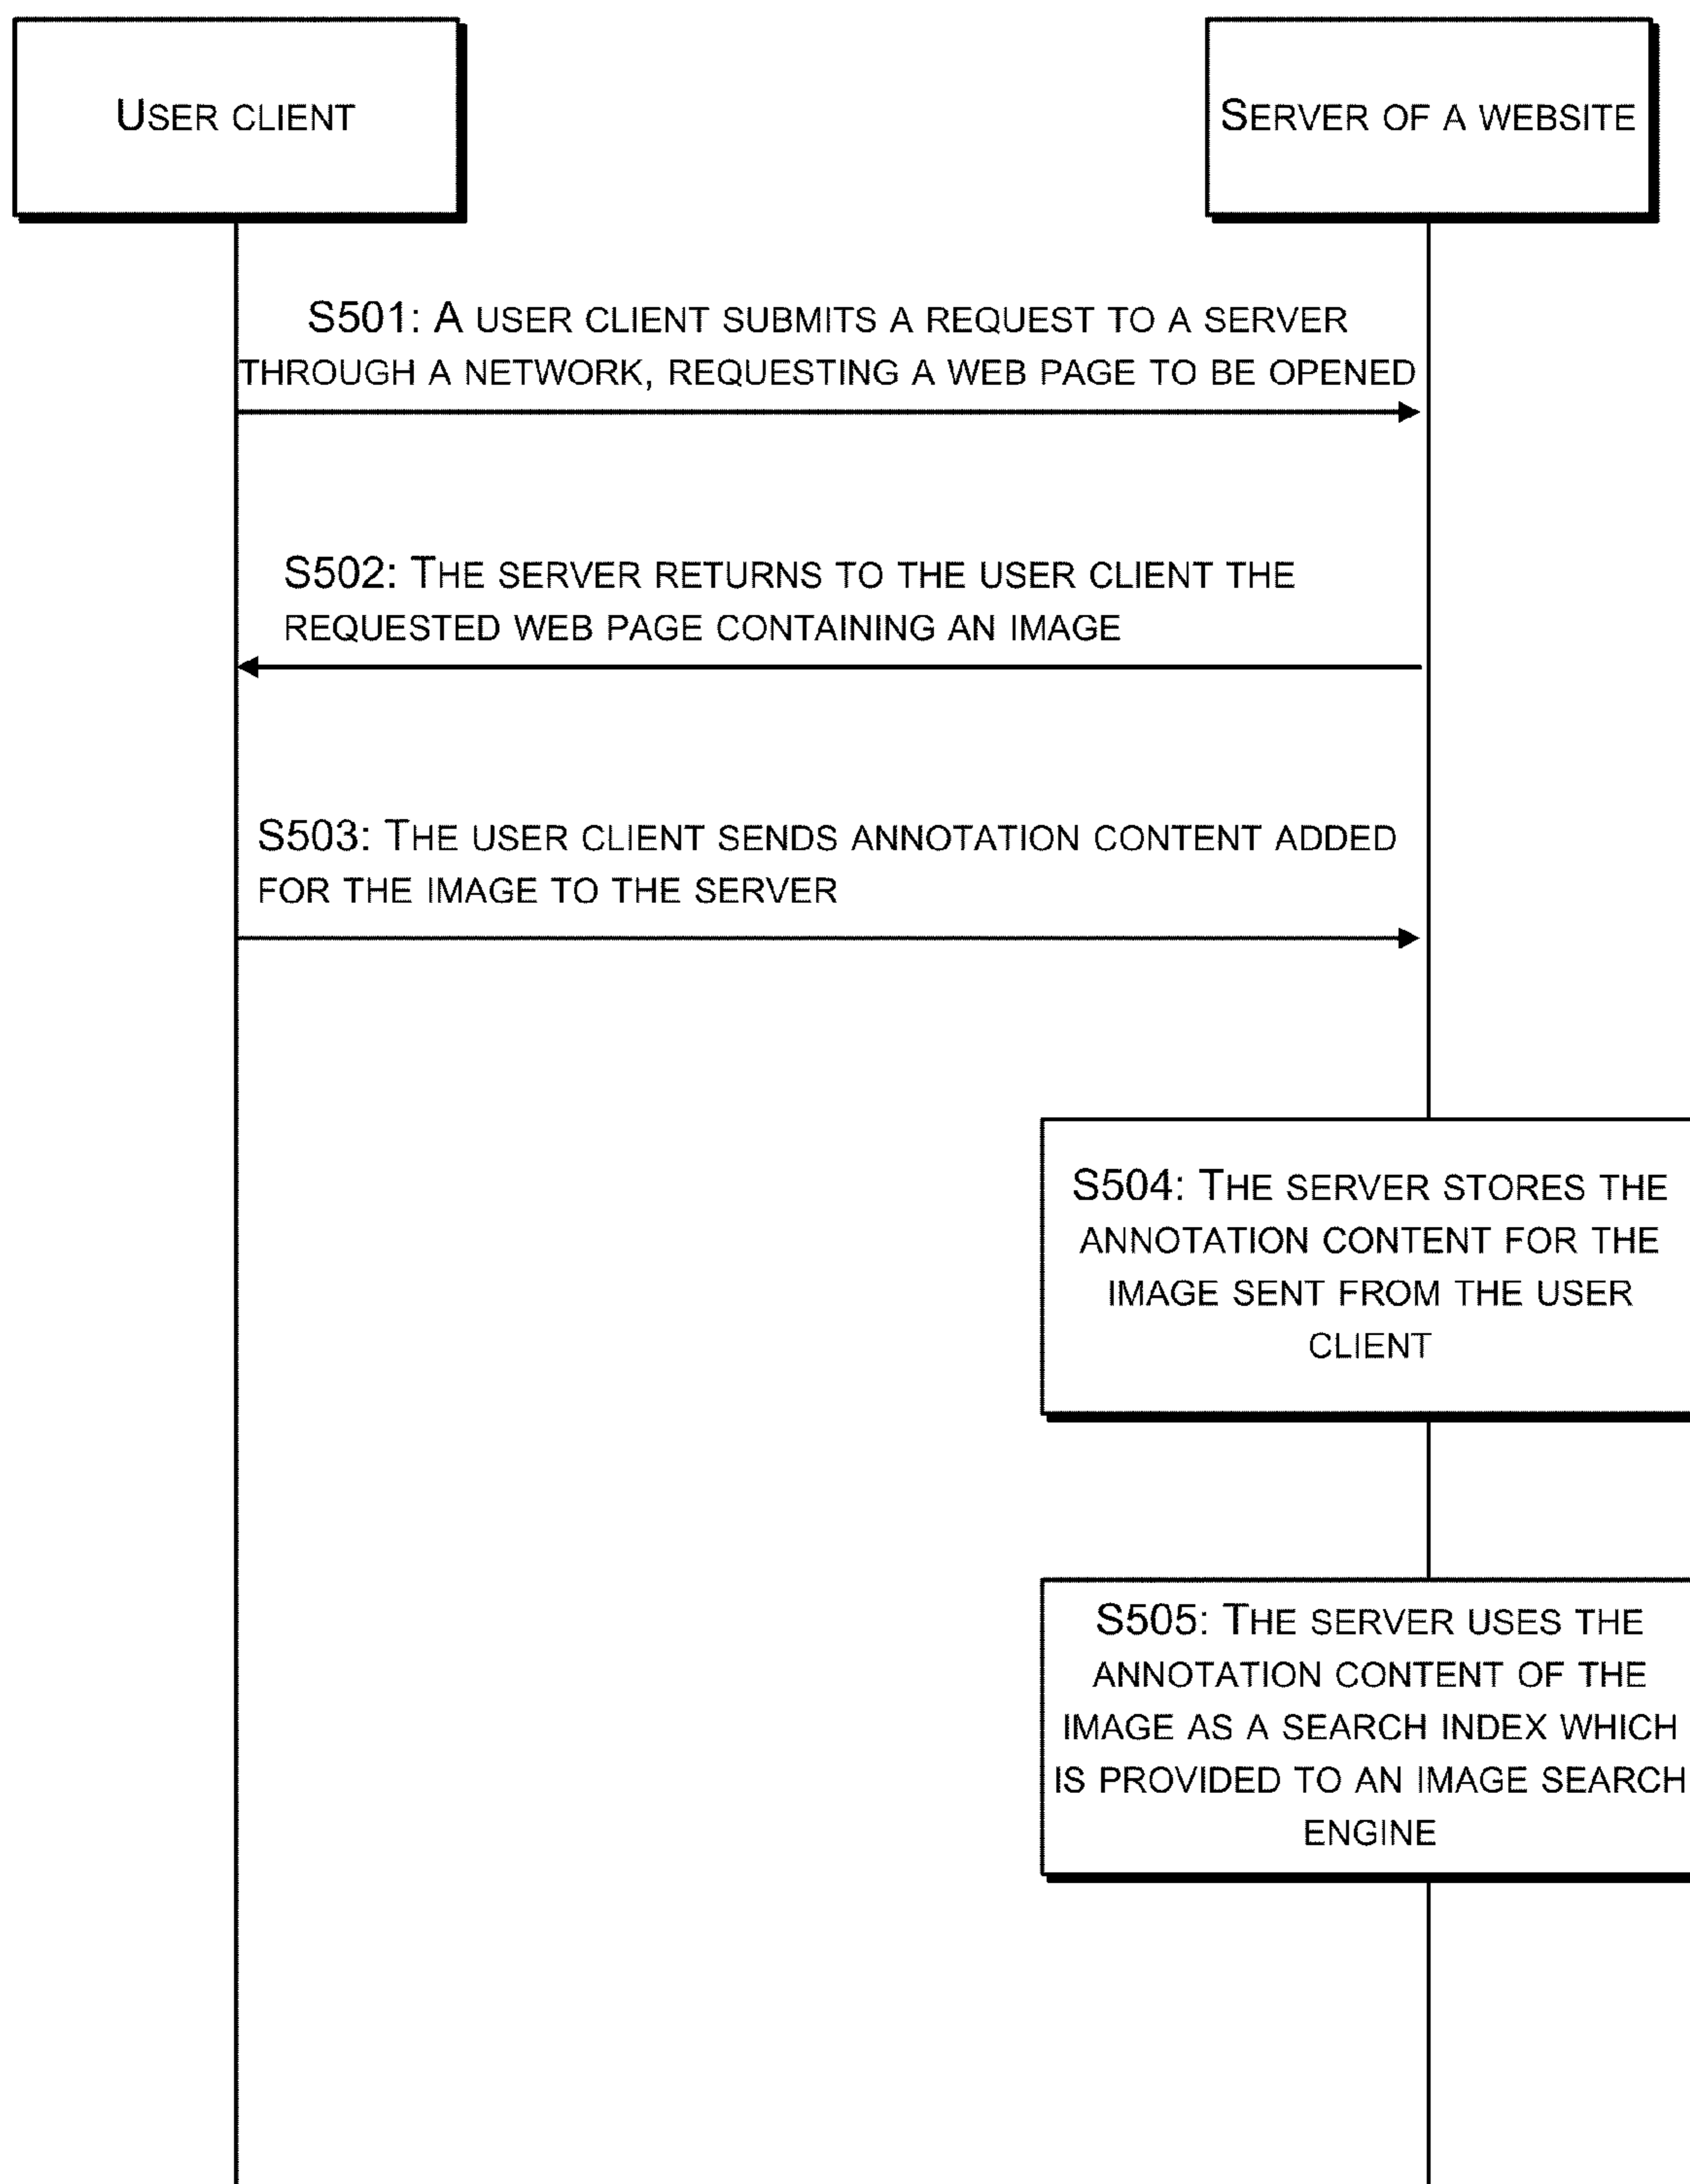 USER CLIENT
SERVER OF A WEBSITE
S501: A USER CLIENT SUBMITS A REQUEST TO A SERVER
THROUGH A NETWORK, REQUESTING A WEB PAGE TO BE OPENED
S502: THE SERVER RETURNS TO THE USER CLIENT THE
REQUESTED WEB PAGE CONTAINING AN IMAGE
S503: THE USER CLIENT SENDS ANNOTATION CONTENT ADDED
FOR THE IMAGE TO THE SERVER
S504: THE SERVER STORES THE
ANNOTATION CONTENT FOR THE
IMAGE SENT FROM THE USER
CLIENT
S505: THE SERVER USES THE
ANNOTATION CONTENT OF THE
IMAGE AS A SEARCH INDEX WHICH
IS PROVIDED TO AN IMAGE SEARCH
ENGINE